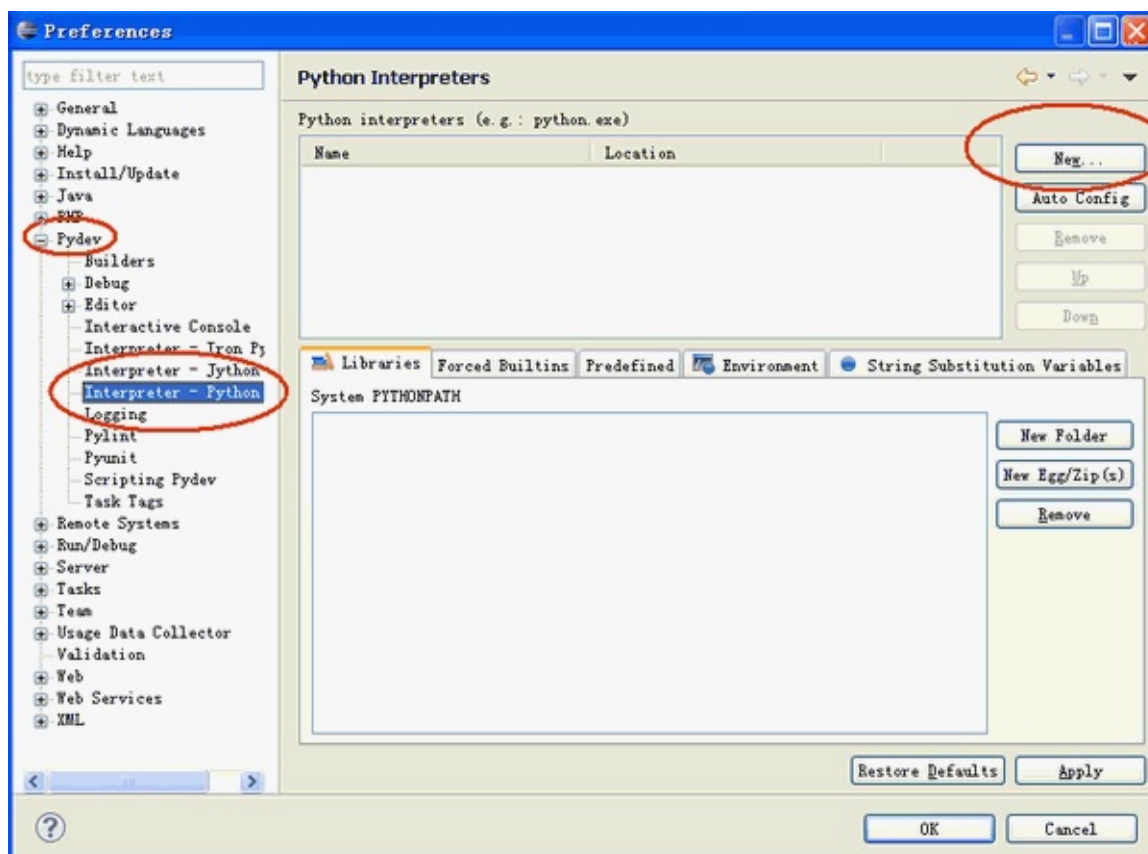 Preferences
type filter text
General
Dynamic Languages
Help
Install/Update
Java
PHP
Pydev
Builders
Debug
Editor
Interactive Console
Interpreter - Iron Py
Interpreter - Jython
Interpreter - Python
Logging
Pylint
Pyunit
Scripting Pydev
Task Tags
Remote Systems
Run/Debug
Server
Tasks
Team
Usage Data Collector
Validation
Web
Web Services
XML
Python Interpreters
Python interpreters (e.g.: python.exe)
Name Location
New...
Auto Config
Remove
Up
Down
Libraries Forced Builtins Predefined Environment String Substitution Variables
System PYTHONPATH
New Folder
New Egg/Zip(s)
Remove
Restore Defaults Apply
OK Cancel